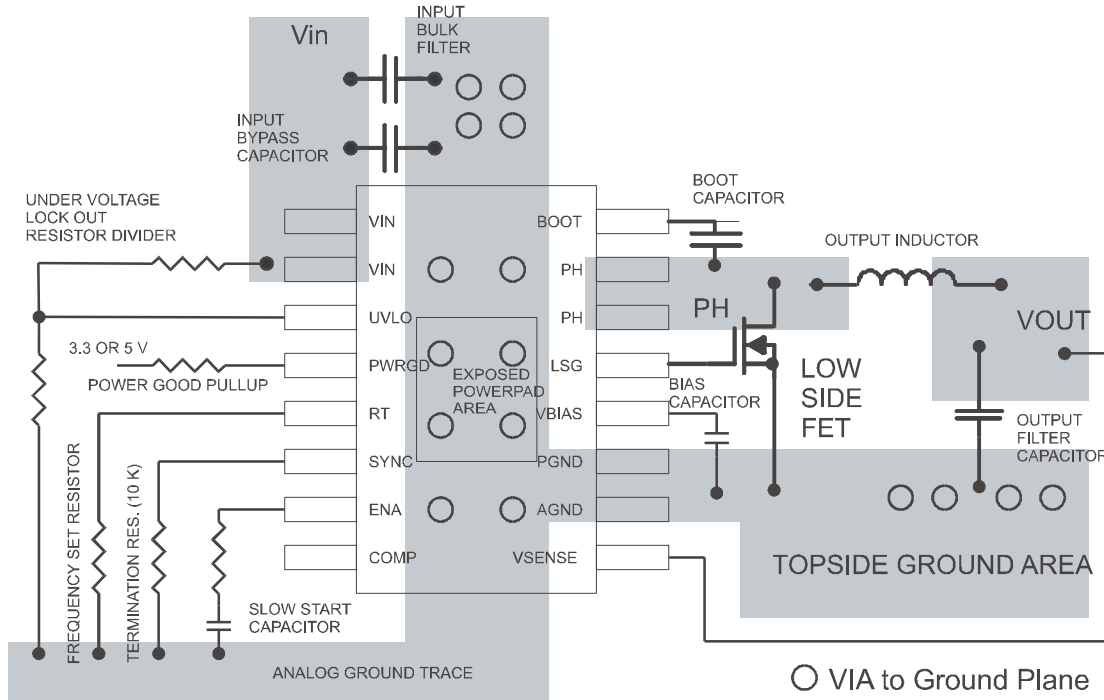 Vin
INPUT
BULK
FILTER
INPUT
BYPASS
CAPACITOR
UNDER VOLTAGE
LOCK OUT
RESISTOR DIVIDER
BOOT
CAPACITOR
OUTPUT INDUCTOR
VIN
BOOT
VIN
PH
UVLO
PH
PH
VOUT
3.3 OR 5 V
POWER GOOD PULLUP
PWRGD
EXPOSED
POWERPAD
AREA
LSG
LOW
SIDE
FET
BIAS
CAPACITOR
RT
VBIAS
OUTPUT
FILTER
CAPACITOR
SYNC
PGND
ENA
AGND
COMP
VSENSE
TOPSIDE GROUND AREA
FREQUENCY SET RESISTOR
TERMINATION RES. (10 K)
SLOW START
CAPACITOR
ANALOG GROUND TRACE
VIA to Ground Plane